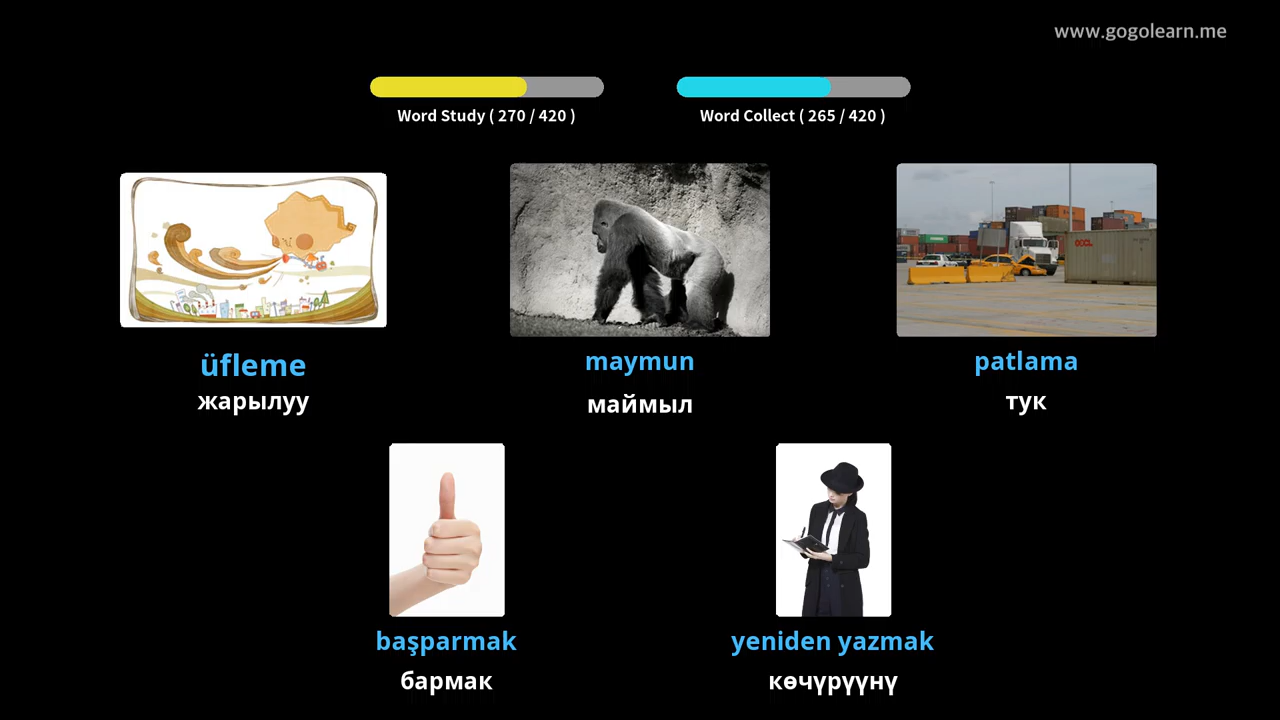 www.gogolearn.me
Word Study ( 270 / 420 )
Word Collect ( 265 / 420 )
OOCL
üfleme
жарылуу
maymun
маймыл
patlama
тук
başparmak
бармак
yeniden yazmak
көчүрүүнү